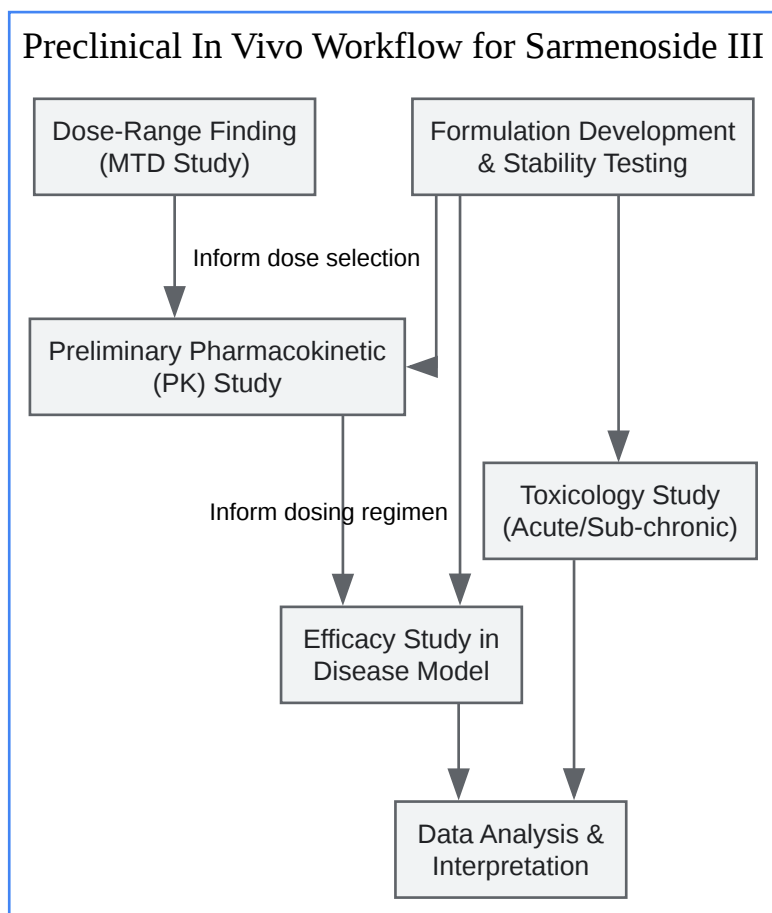 Preclinical In Vivo Workflow for Sarmenoside III
Dose-Range Finding
(MTD Study)
Formulation Development
& Stability Testing
Inform dose selection
Preliminary Pharmacokinetic
(PK) Study
Inform dosing regimen
Toxicology Study
(Acute/Sub-chronic)
Efficacy Study in
Disease Model
Data Analysis &
Interpretation